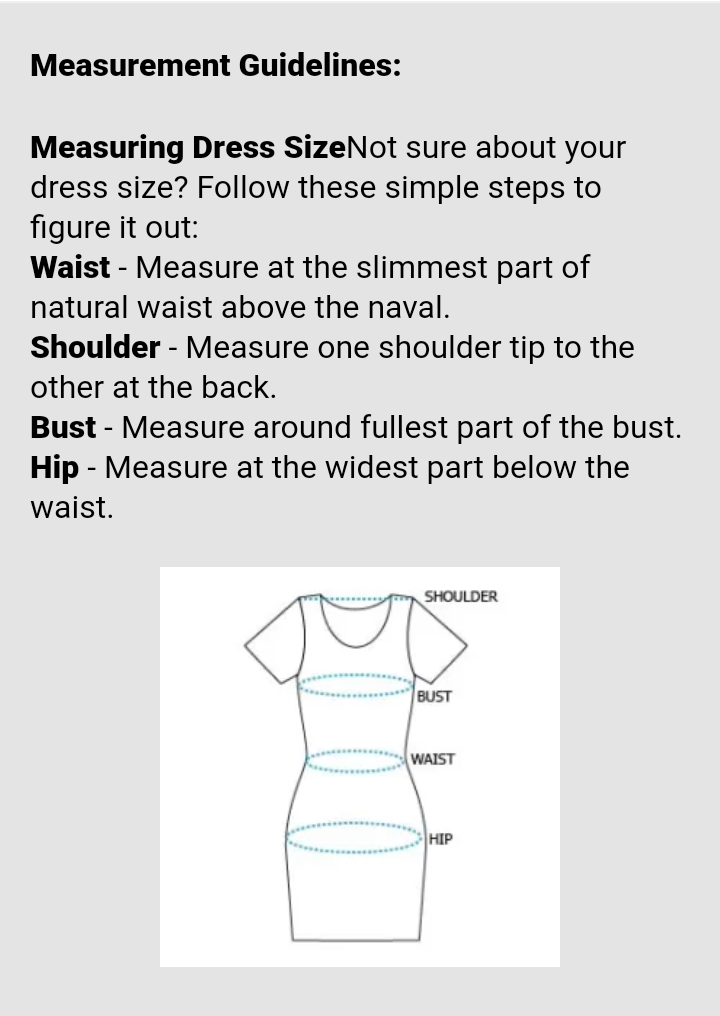 Measurement Guidelines:
Measuring Dress SizeNot sure about your
dress size? Follow these simple steps to
figure it out:
Waist - Measure at the slimmest part of
natural waist above the naval.
Shoulder - Measure one shoulder tip to the
other at the back.
Bust - Measure around fullest part of the bust.
Hip - Measure at the widest part below the
waist.
SHOULDER
BUST
WAIST
HIP